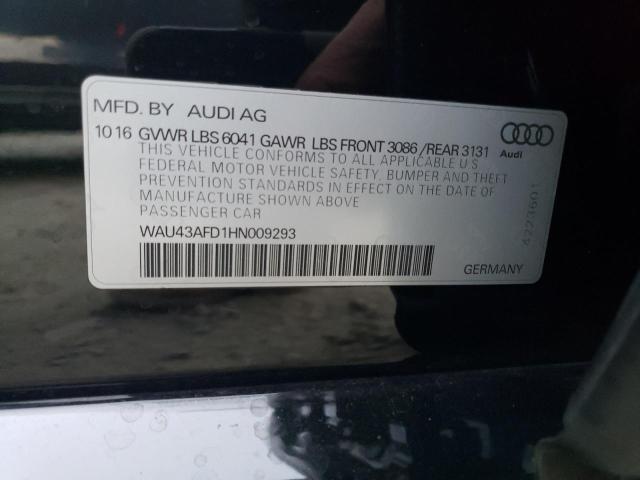 MFD. BY AUDI AG
10 16 GVWR LBS 6041 GAWR LBS FRONT 3086 /REAR 3131
THIS VEHICLE CONFORMS TO ALL APPLICABLE U.S
FEDERAL MOTOR VEHICLE SAFETY, BUMPER AND THEFT
PREVENTION STANDARDS IN EFFECT ON THE DATE OF
MANUFACTURE SHOWN ABOVE
PASSENGER CAR
WAU43AFD1HN009293
GERMANY
Audi
4223601